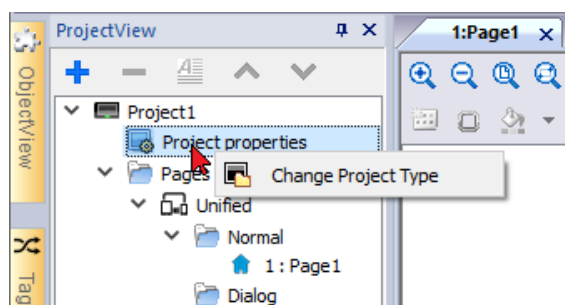 ProjectView
1:Page1
ObjectView
Project1
Project properties
Change Project Type
Pages
Unified
Normal
1 : Page1
Dialog
Tag